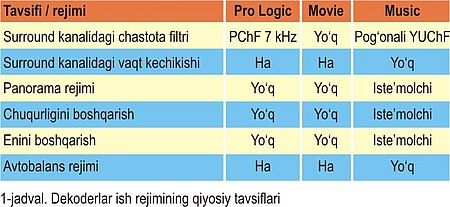 Tavsifi / rejimi Pro Logic Movie Music
Surround kanalidagi chastota filtri PChF 7 kHz Yo‘q Pog‘onali YUChF
Surround kanalidagi vaqt kechikishi Ha Ha Yo‘q
Panorama rejimi Yo‘q Yo‘q Iste’molchi
Chuqurligini boshqarish Yo‘q Yo‘q Iste’molchi
Enini boshqarish Yo‘q Yo‘q Iste’molchi
Avtobalans rejimi Ha Ha Yo‘q
1-jadval. Dekoderlar ish rejimining qiyosiy tavsiflari